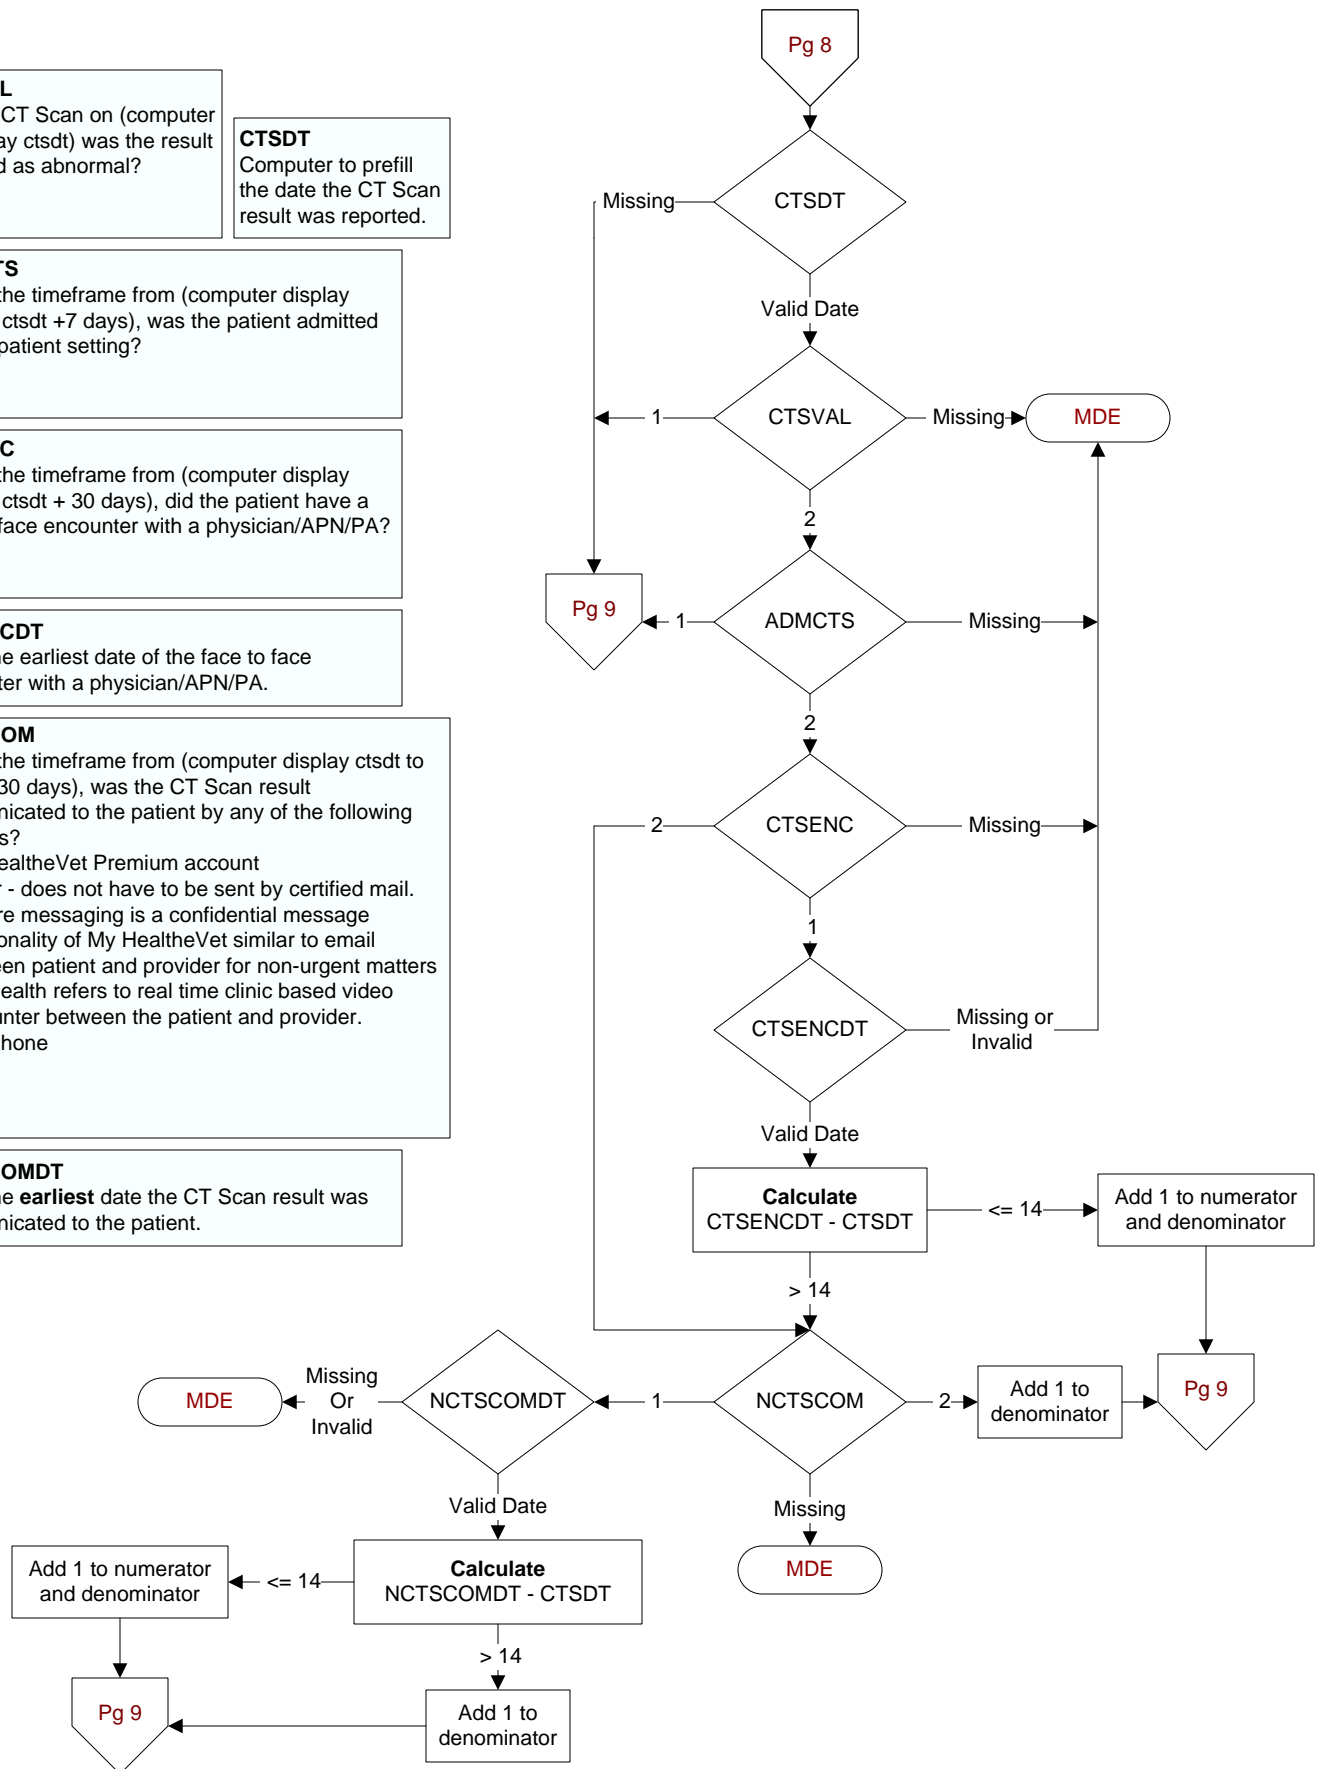 Pg 8
L
CT Scan on (computer
ay ctsdt) was the result
d as abnormal?
CTSDT
Computer to prefill
the date the CT Scan
result was reported.
TS
the timeframe from (computer display
ctsdt +7 days), was the patient admitted
patient setting?
C
the timeframe from (computer display
ctsdt + 30 days), did the patient have a
face encounter with a physician/APN/PA?
CDT
ne earliest date of the face to face
ter with a physician/APN/PA.
OM
the timeframe from (computer display ctsdt to
30 days), was the CT Scan result
nicated to the patient by any of the following
s?
ealtheVet Premium account
r - does not have to be sent by certified mail.
re messaging is a confidential message
onality of My HealtheVet similar to email
een patient and provider for non-urgent matters
health refers to real time clinic based video
unter between the patient and provider.
hone
OMDT
ne earliest date the CT Scan result was
nicated to the patient.
CTSDT
Missing
Valid Date
CTSVAL
1
Missing
MDE
2
ADMCTS
1
Pg 9
Missing
2
CTSENC
2
Missing
1
CTSENCDT
Missing or
Invalid
Valid Date
Calculate
CTSENCDT - CTSDT
<= 14
Add 1 to numerator
and denominator
> 14
NCTSCOM
2
Add 1 to
denominator
Pg 9
1
NCTSCOMDT
Missing
Or
Invalid
MDE
Missing
MDE
Valid Date
Calculate
NCTSCOMDT - CTSDT
<= 14
Add 1 to numerator
and denominator
> 14
Add 1 to
denominator
Pg 9